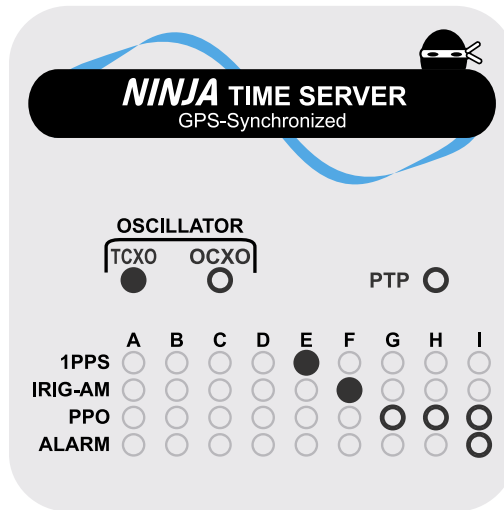 NINJA TIME SERVER
GPS-Synchronized
OSCILLATOR
TCXO OCXO
PTP
A B C D E F G H I
1PPS
IRIG-AM
PPO
ALARM